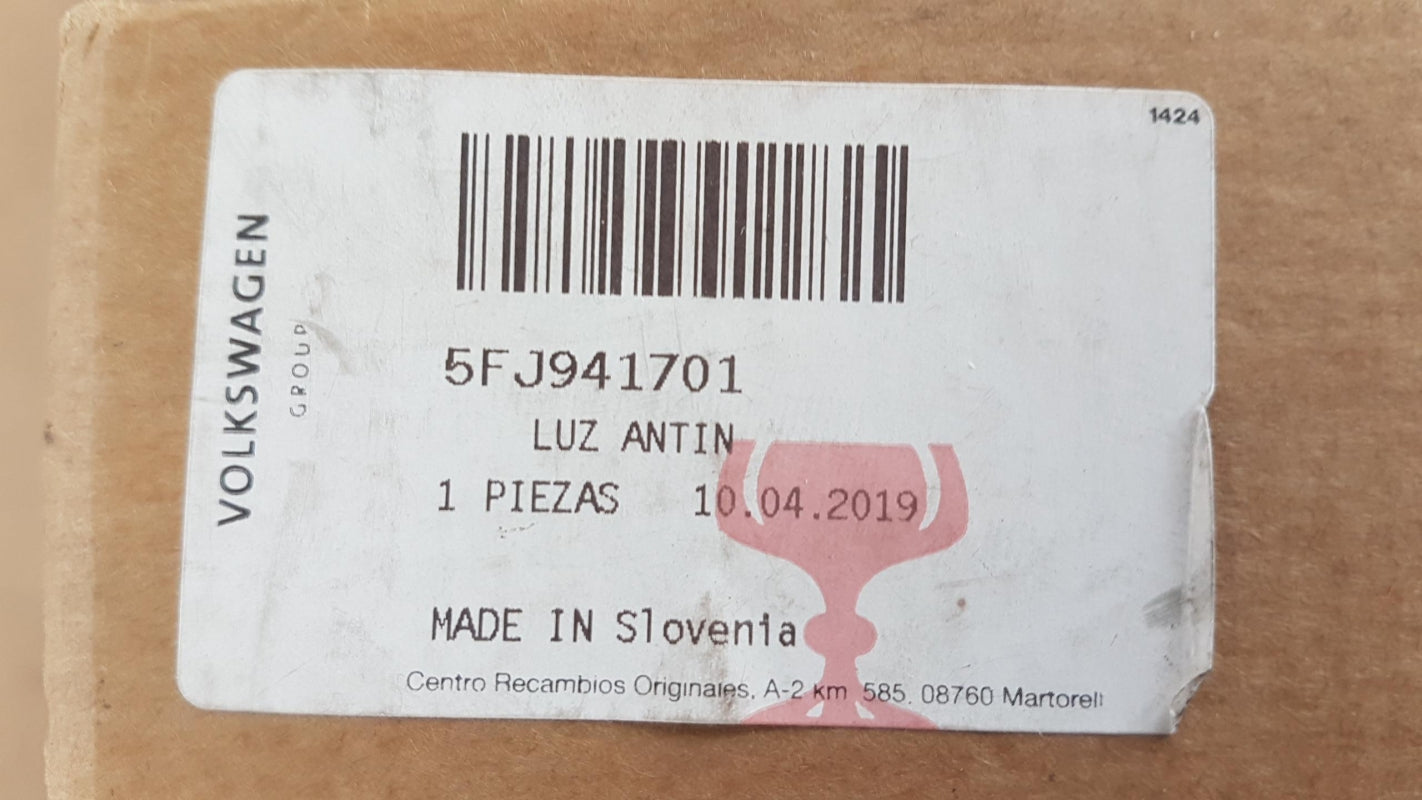 1424
VOLKSWAGEN
GROUP
5FJ941701
LUZ ANTIN
1 PIEZAS 10.04.2019
MADE IN Slovenia
Centro Recambios Originales, A-2 km 585, 08760 Martorell